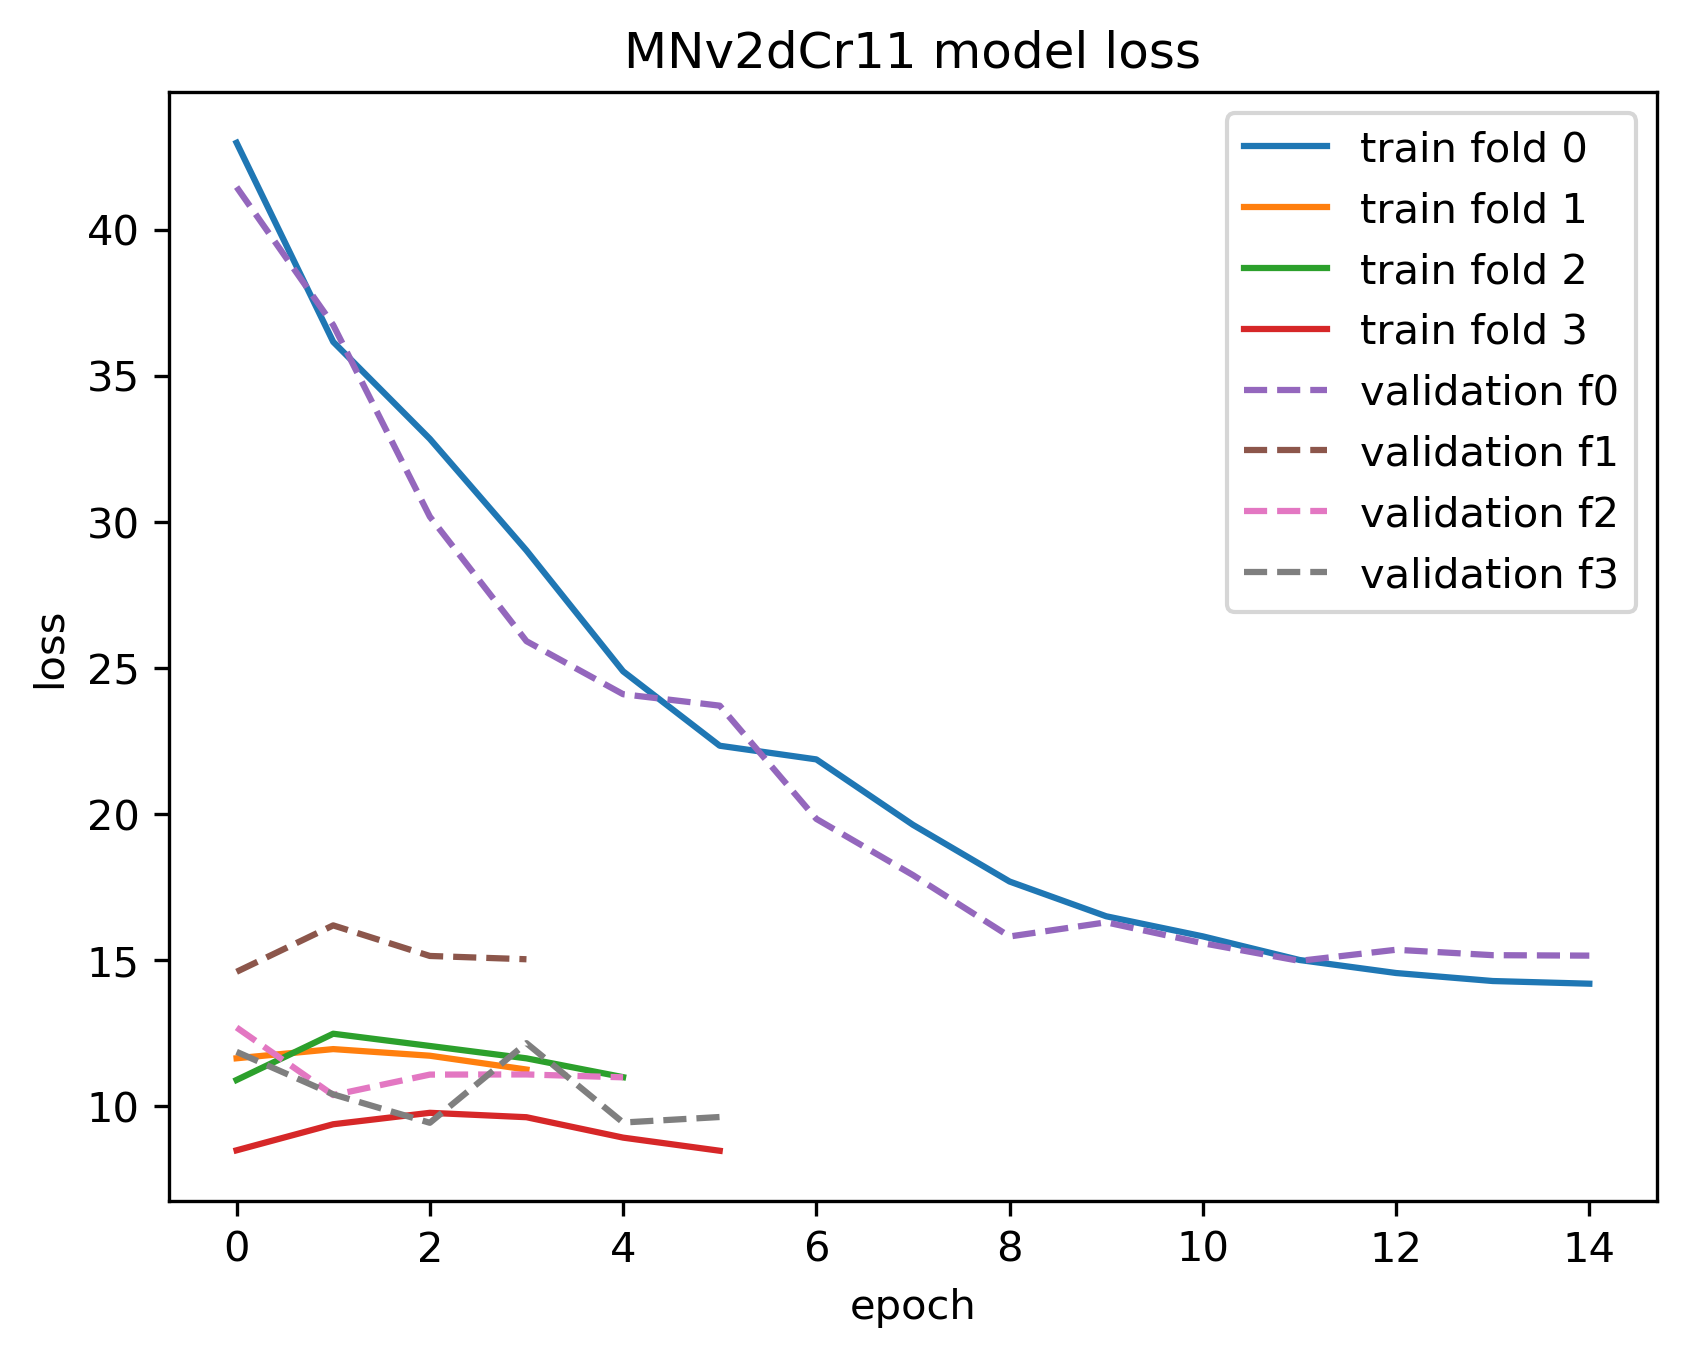 MNv2dCr11 model loss
train fold 0
train fold 1
train fold 2
train fold 3
validation f0
validation f1
validation f2
validation f3
loss
40
35
30
25
20
15
10
0 2 4 6 8 10 12 14
epoch